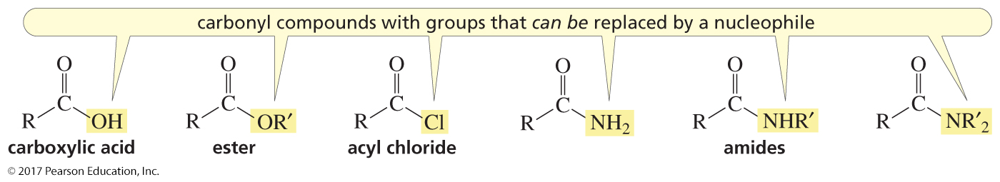 carbonyl compounds with groups that can be replaced by a nucleophile
O O O O O O
C C C C C C
R OH R OR′ R Cl R NH₂ R NHR′ R NR′₂
carboxylic acid ester acyl chloride amides
© 2017 Pearson Education, Inc.